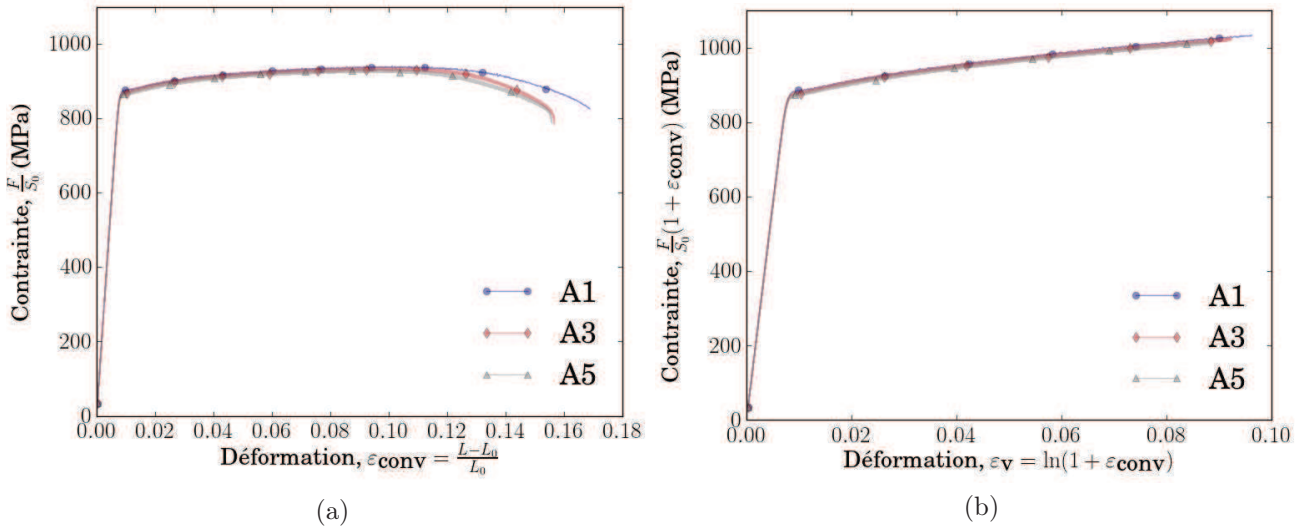 1000
800
600
400
200
0
0.00 0.02 0.04 0.06 0.08 0.10 0.12 0.14 0.16 0.18
Contrainte, F/S₀ (MPa)
Déformation, εconv = (L−L₀)/L₀
A1
A3
A5
(a)
1000
800
600
400
200
0
0.00 0.02 0.04 0.06 0.08 0.10
Contrainte, F/S₀(1 + εconv) (MPa)
Déformation, εv = ln(1 + εconv)
A1
A3
A5
(b)